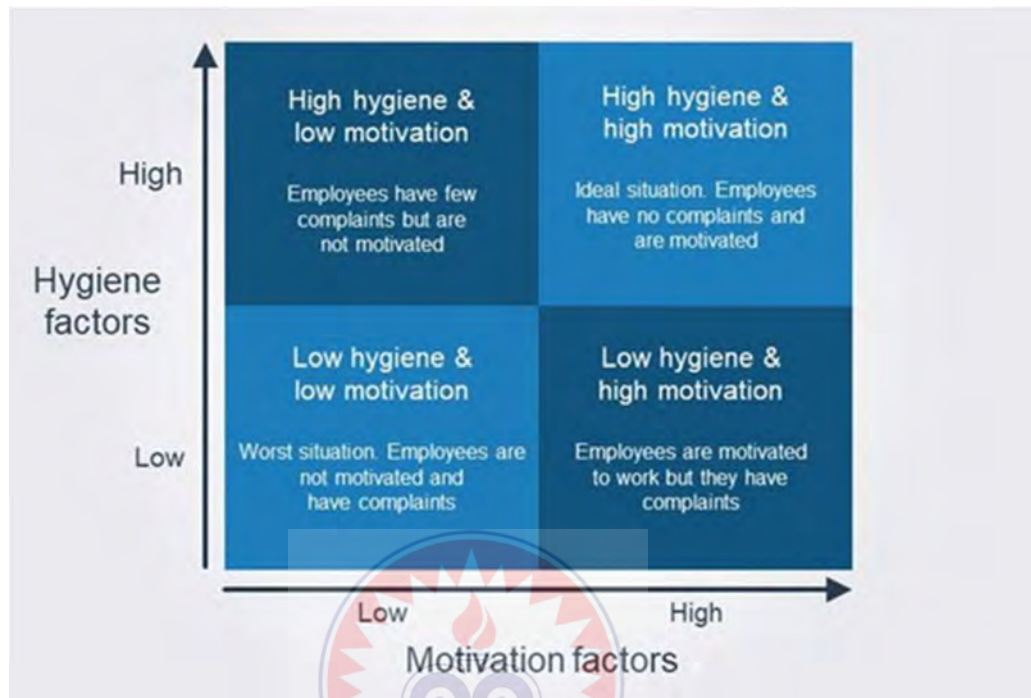 High hygiene &
low motivation
Employees have few
complaints but are
not motivated
High hygiene &
high motivation
Ideal situation. Employees
have no complaints and
are motivated
High
Hygiene
factors
Low hygiene &
low motivation
Worst situation. Employees are
not motivated and
have complaints
Low hygiene &
high motivation
Employees are motivated
to work but they have
complaints
Low
Low
High
Motivation factors